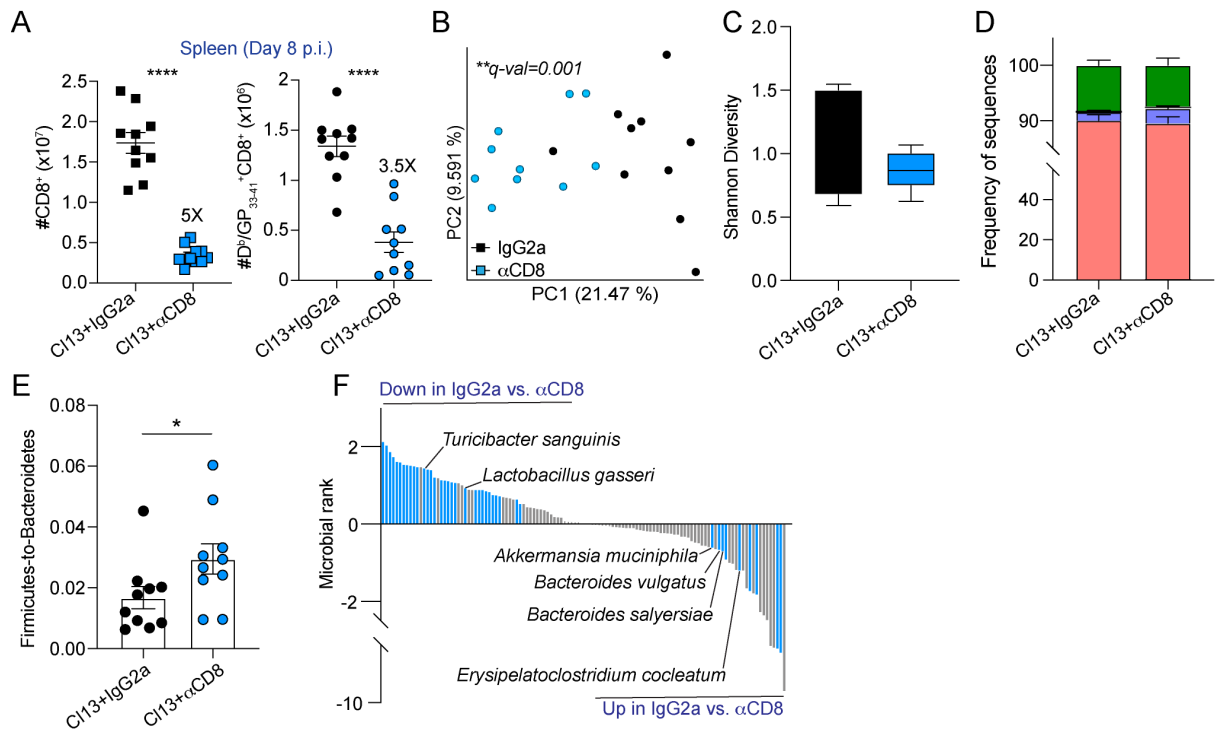 A
Spleen (Day 8 p.i.)
#CD8⁺ (x10⁷)
2.5
2.0
1.5
1.0
0.5
0.0
****
5X
Cl13+IgG2a
Cl13+αCD8
#Dᵇ/GP₃₃₋₄₁⁺CD8⁺ (x10⁶)
2
1.5
1
0.5
0
****
3.5X
Cl13+IgG2a
Cl13+αCD8
B
**q-val=0.001
PC2 (9.591 %)
IgG2a
αCD8
PC1 (21.47 %)
C
Shannon Diversity
2.0
1.5
1.0
0.5
0.0
Cl13+IgG2a
Cl13+αCD8
D
Frequency of sequences
100
90
0
Cl13+IgG2a
Cl13+αCD8
E
Firmicutes-to-Bacteroidetes
0.08
0.06
0.04
0.02
0.00
*
Cl13+IgG2a
Cl13+αCD8
F
Down in IgG2a vs. αCD8
Microbial rank
2
0
-2
-10
Turicibacter sanguinis
Lactobacillus gasseri
Akkermansia muciniphila
Bacteroides vulgatus
Bacteroides salyersiae
Erysipelatoclostridium cocleatum
Up in IgG2a vs. αCD8